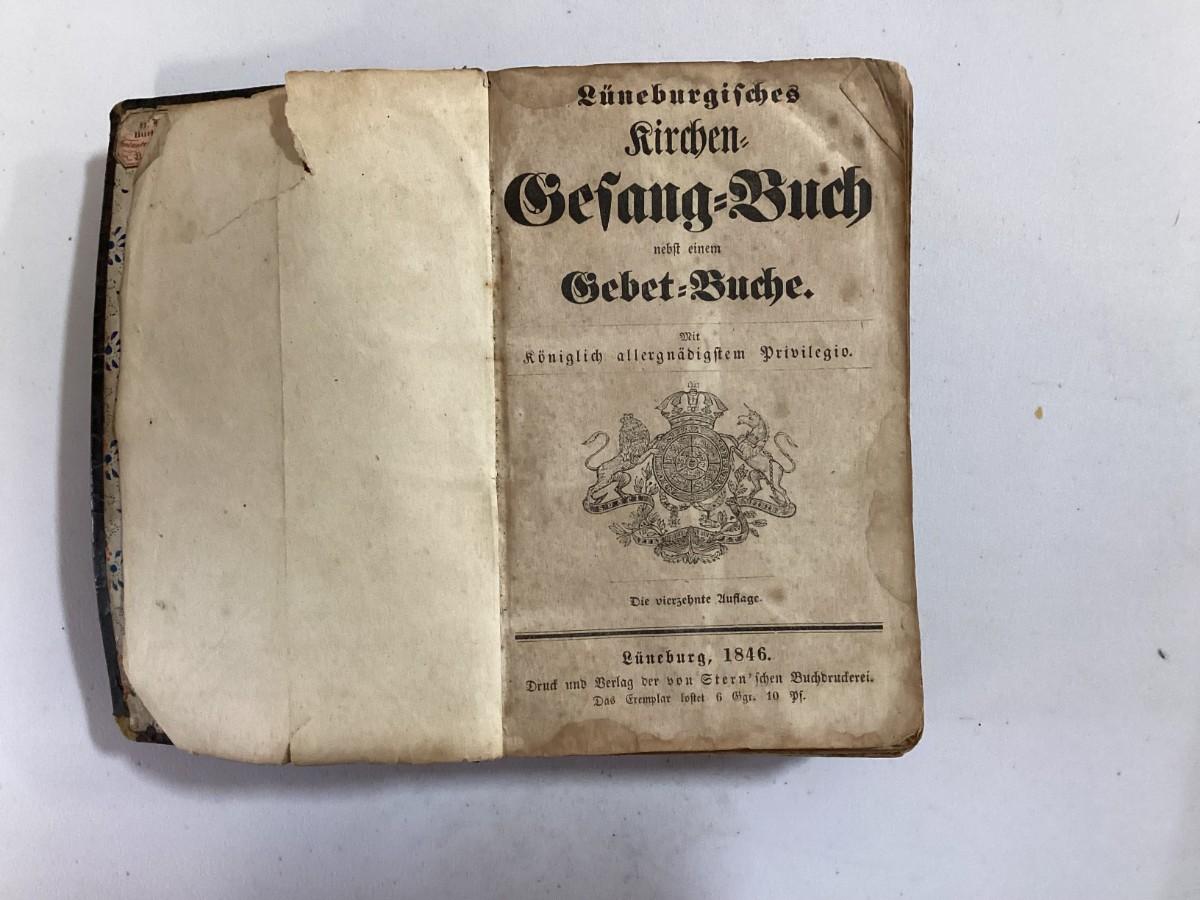 Lüneburgisches
Kirchen-
Gesang-Buch
nebst einem
Gebet-Buche.
Mit
Königlich allergnädigstem Privilegio.
Die vierzehnte Auflage.
Lüneburg, 1846.
Druck und Verlag der von Stern'schen Buchdruckerei.
Das Exemplar kostet 6 Ggr. 10 Pf.